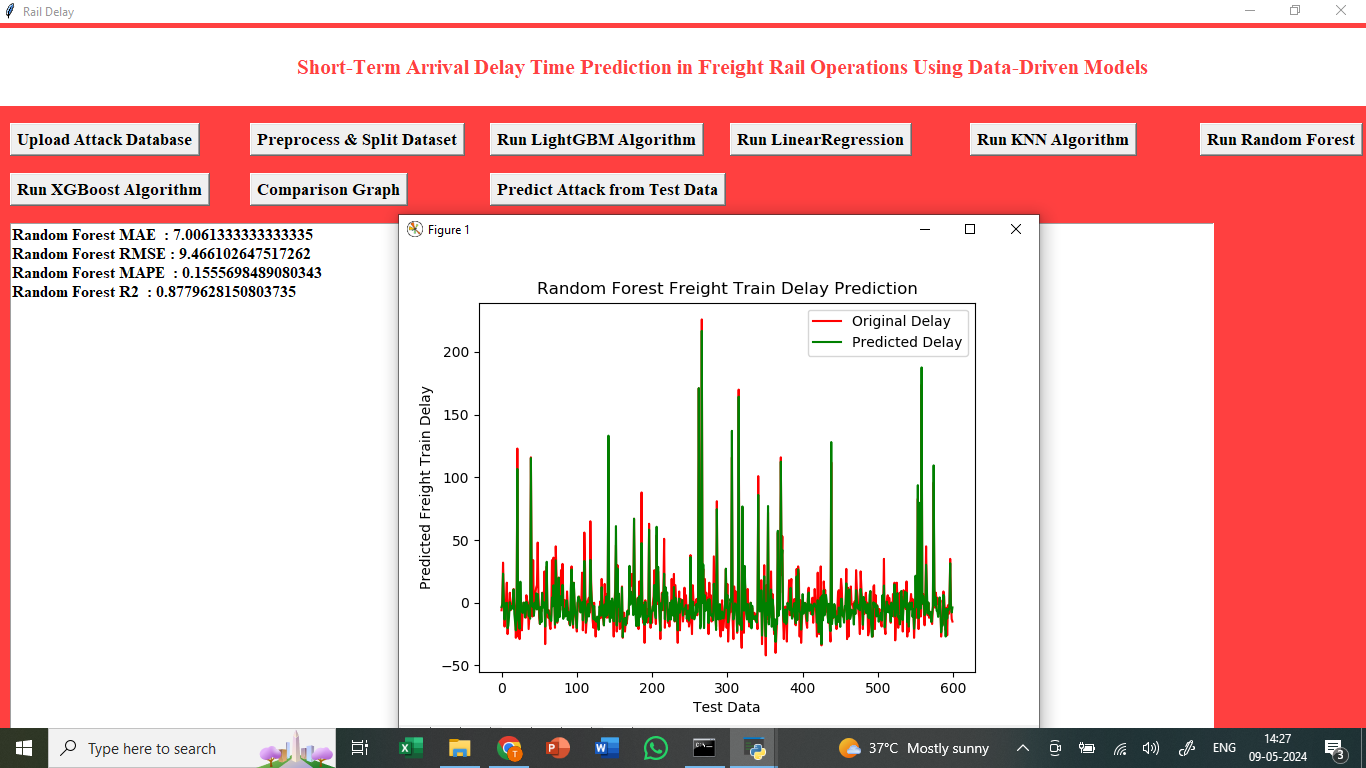 Rail Delay
Short-Term Arrival Delay Time Prediction in Freight Rail Operations Using Data-Driven Models
Upload Attack Database
Preprocess & Split Dataset
Run LightGBM Algorithm
Run LinearRegression
Run KNN Algorithm
Run Random Forest
Run XGBoost Algorithm
Comparison Graph
Predict Attack from Test Data
Random Forest MAE : 7.0061333333333335
Random Forest RMSE : 9.466102647517262
Random Forest MAPE : 0.1555698489080343
Random Forest R2 : 0.8779628150803735
Figure 1
Random Forest Freight Train Delay Prediction
Original Delay
Predicted Delay
Predicted Freight Train Delay
200
150
100
50
0
−50
0 100 200 300 400 500 600
Test Data
Type here to search
37°C Mostly sunny
ENG
14:27
09-05-2024
3